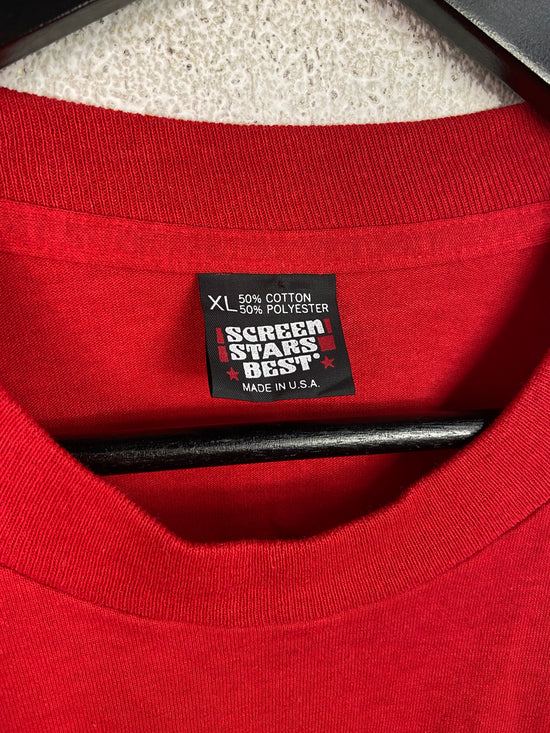 XL 50% COTTON
50% POLYESTER
SCREEN
STARS
BEST®
MADE IN U.S.A.